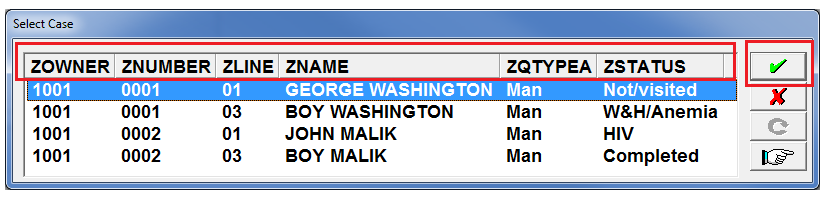 Select Case
ZOWNER ZNUMBER ZLINE ZNAME ZQTYPEA ZSTATUS
1001 0001 01 GEORGE WASHINGTON Man Not/visited
1001 0001 03 BOY WASHINGTON Man W&H/Anemia
1001 0002 01 JOHN MALIK Man HIV
1001 0002 03 BOY MALIK Man Completed